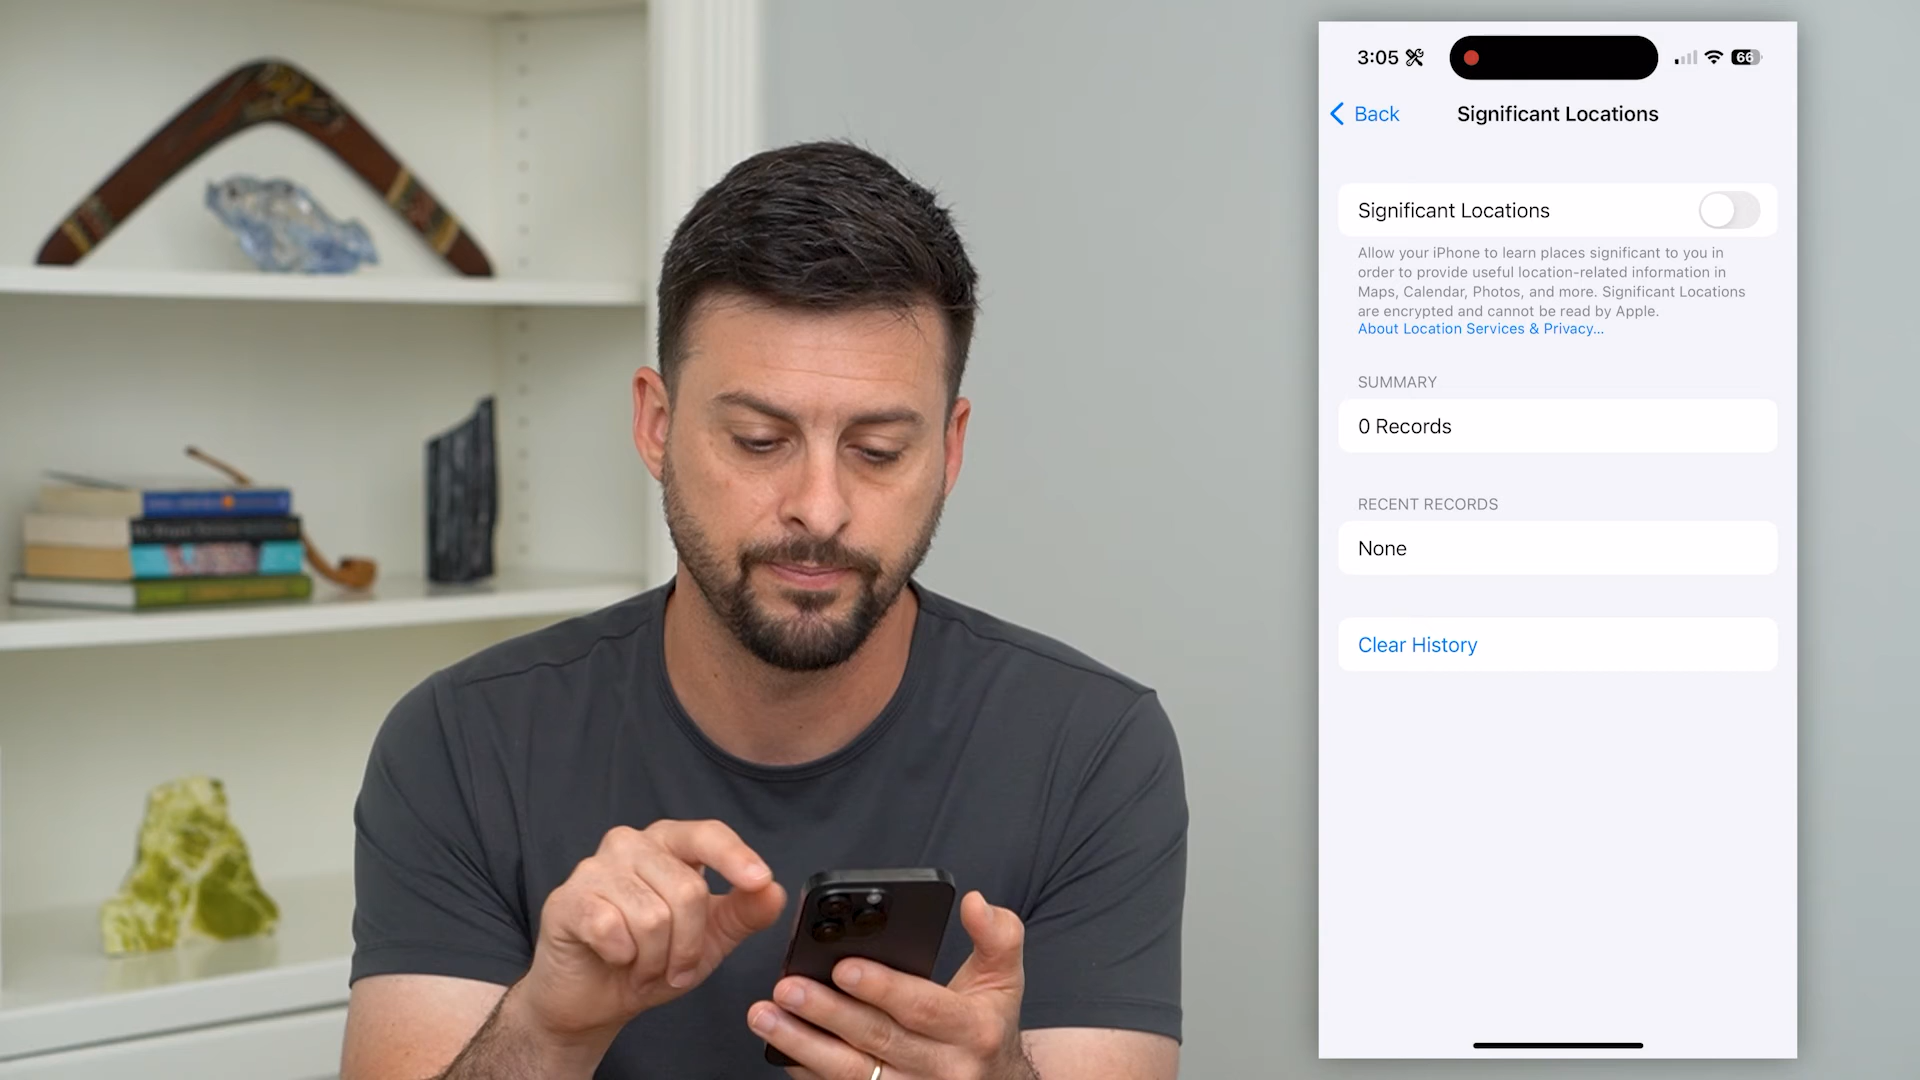 3:05
66
Back
Significant Locations
Significant Locations
Allow your iPhone to learn places significant to you in
order to provide useful location-related information in
Maps, Calendar, Photos, and more. Significant Locations
are encrypted and cannot be read by Apple.
About Location Services & Privacy...
SUMMARY
0 Records
RECENT RECORDS
None
Clear History